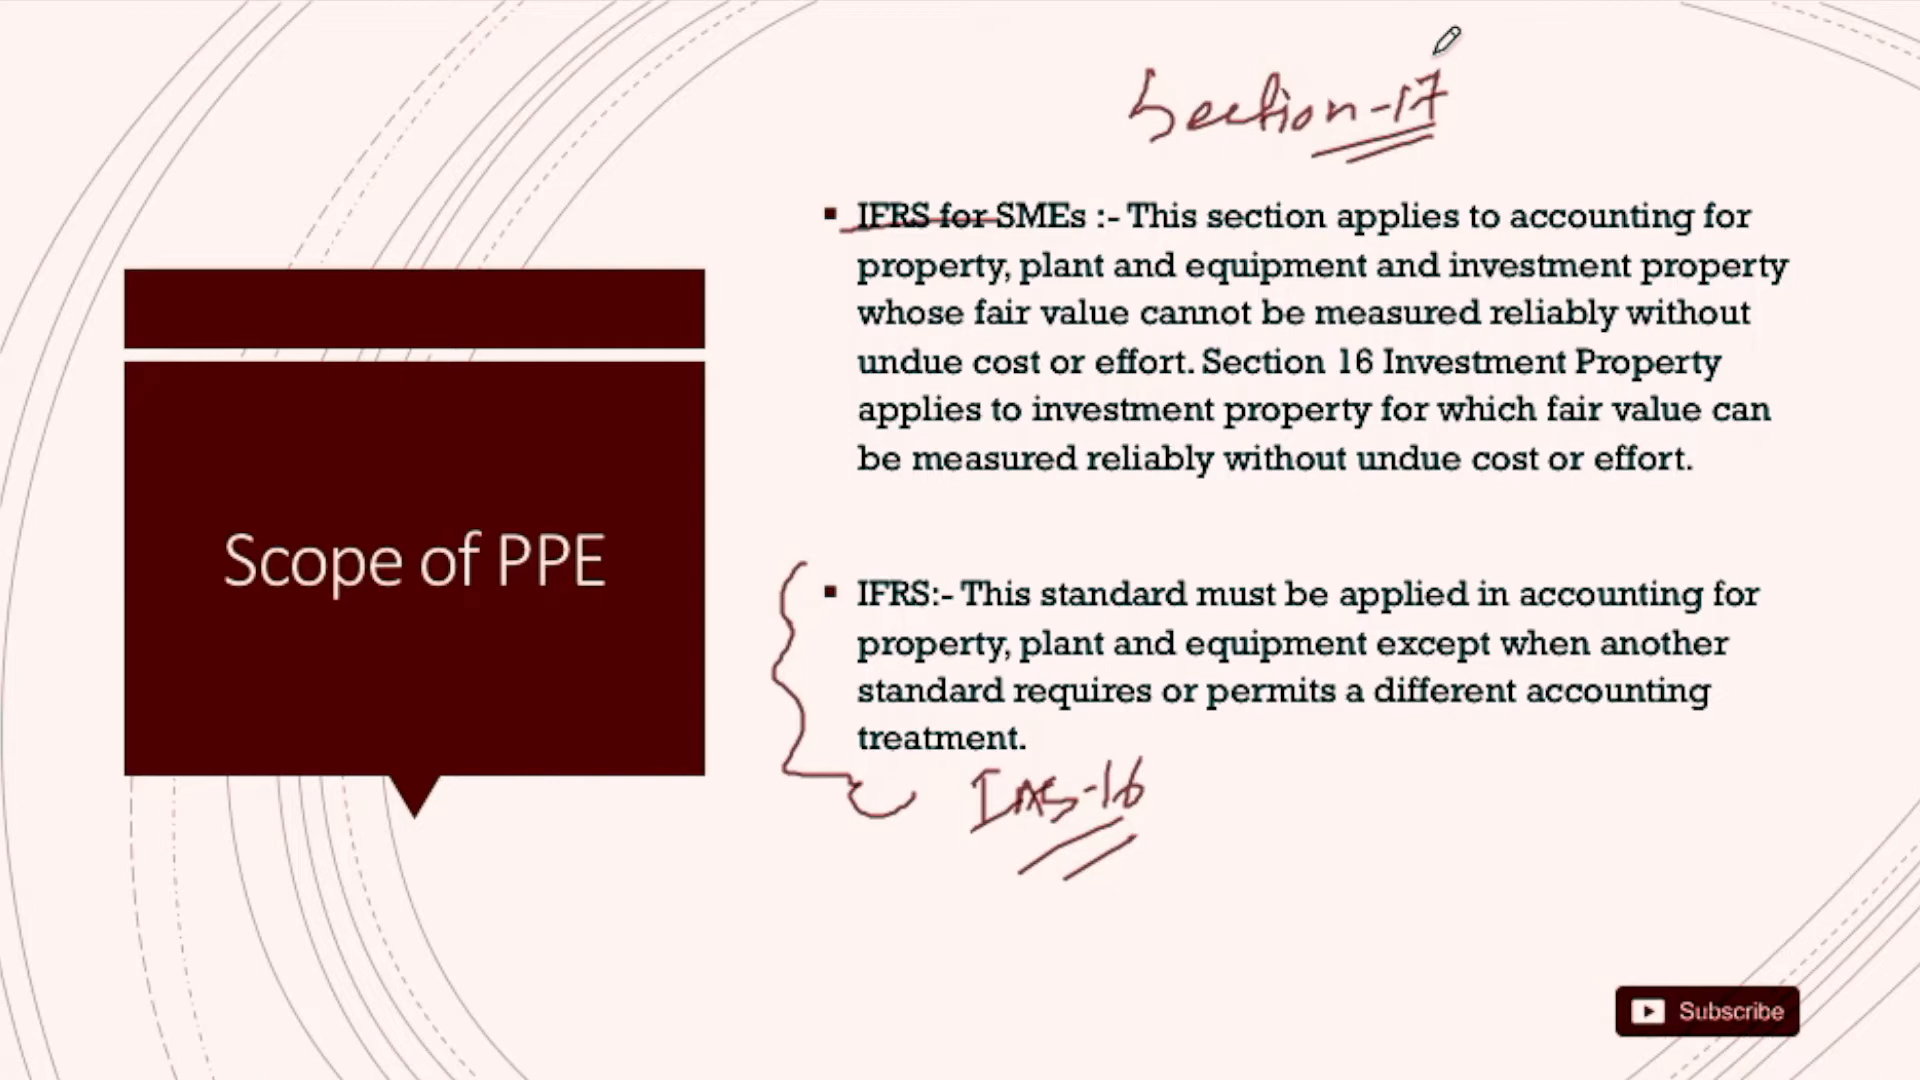 Section-17
▪ IFRS for SMEs :- This section applies to accounting for
property, plant and equipment and investment property
whose fair value cannot be measured reliably without
undue cost or effort. Section 16 Investment Property
applies to investment property for which fair value can
be measured reliably without undue cost or effort.
Scope of PPE
▪ IFRS:- This standard must be applied in accounting for
property, plant and equipment except when another
standard requires or permits a different accounting
treatment.
IAS-16
Subscribe